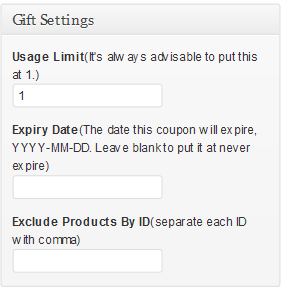 Gift Settings
Usage Limit(It's always advisable to put this
at 1.)
1
Expiry Date(The date this coupon will expire,
YYYY-MM-DD. Leave blank to put it at never
expire)
Exclude Products By ID(separate each ID
with comma)